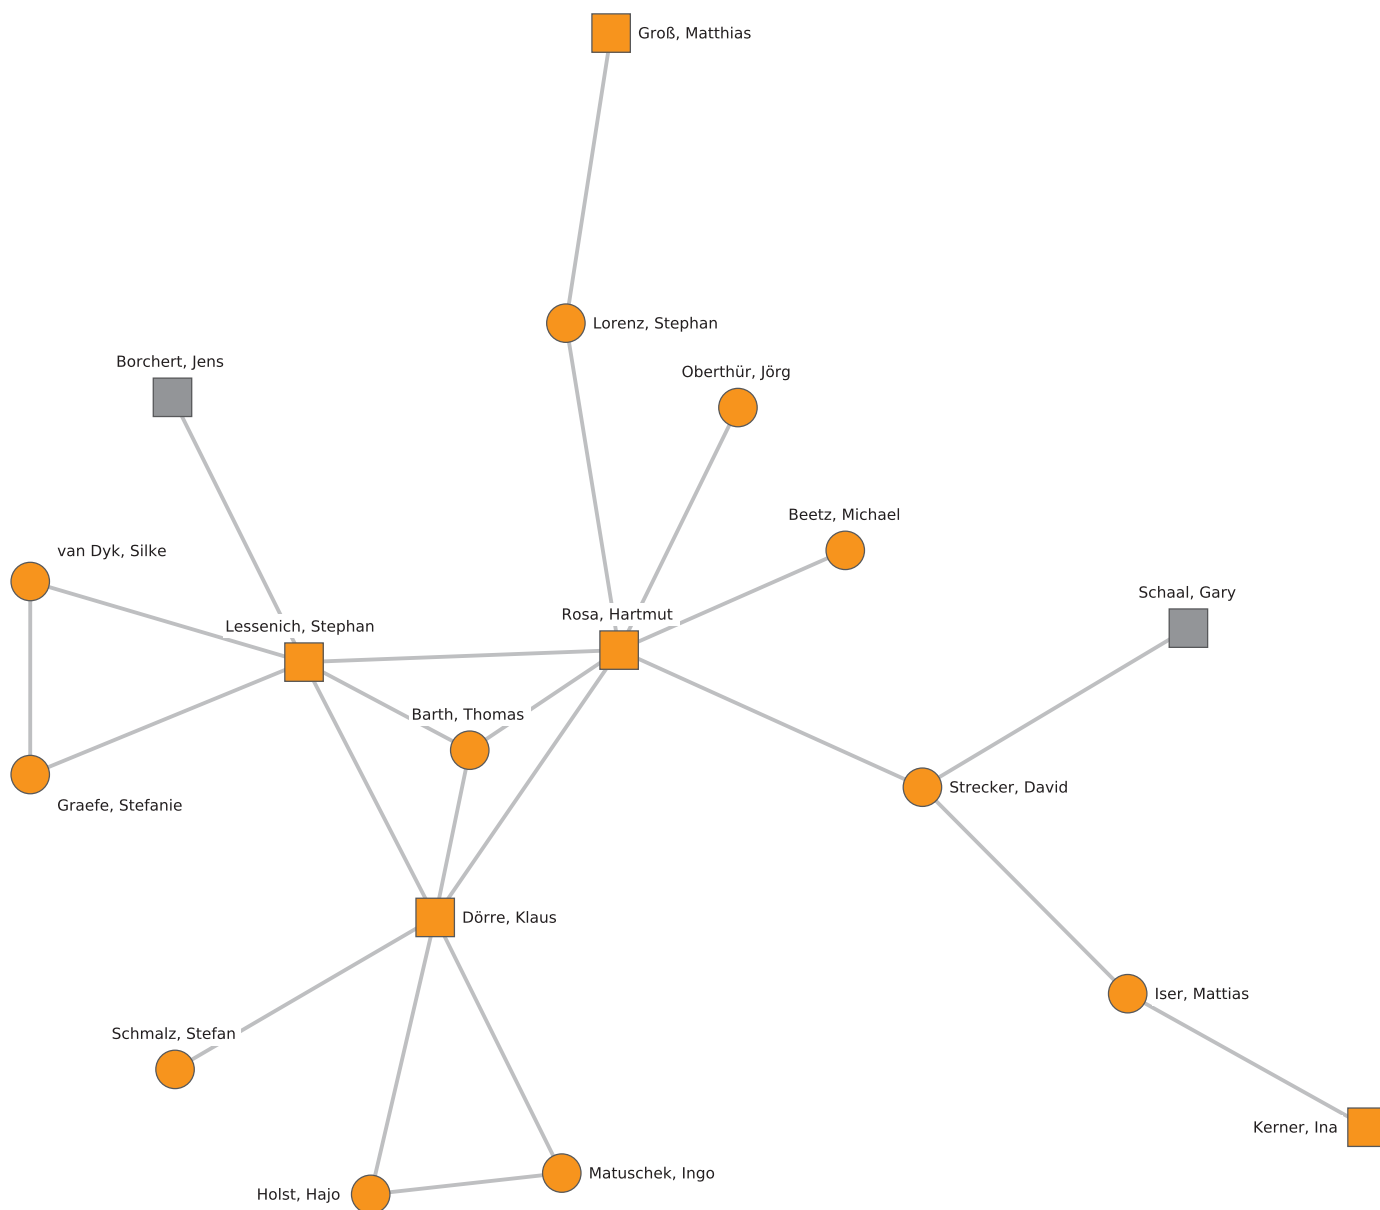 Groß, Matthias
Lorenz, Stephan
Borchert, Jens
Oberthür, Jörg
Beetz, Michael
van Dyk, Silke
Schaal, Gary
Rosa, Hartmut
Lessenich, Stephan
Barth, Thomas
Strecker, David
Graefe, Stefanie
Dörre, Klaus
Iser, Mattias
Schmalz, Stefan
Kerner, Ina
Matuschek, Ingo
Holst, Hajo